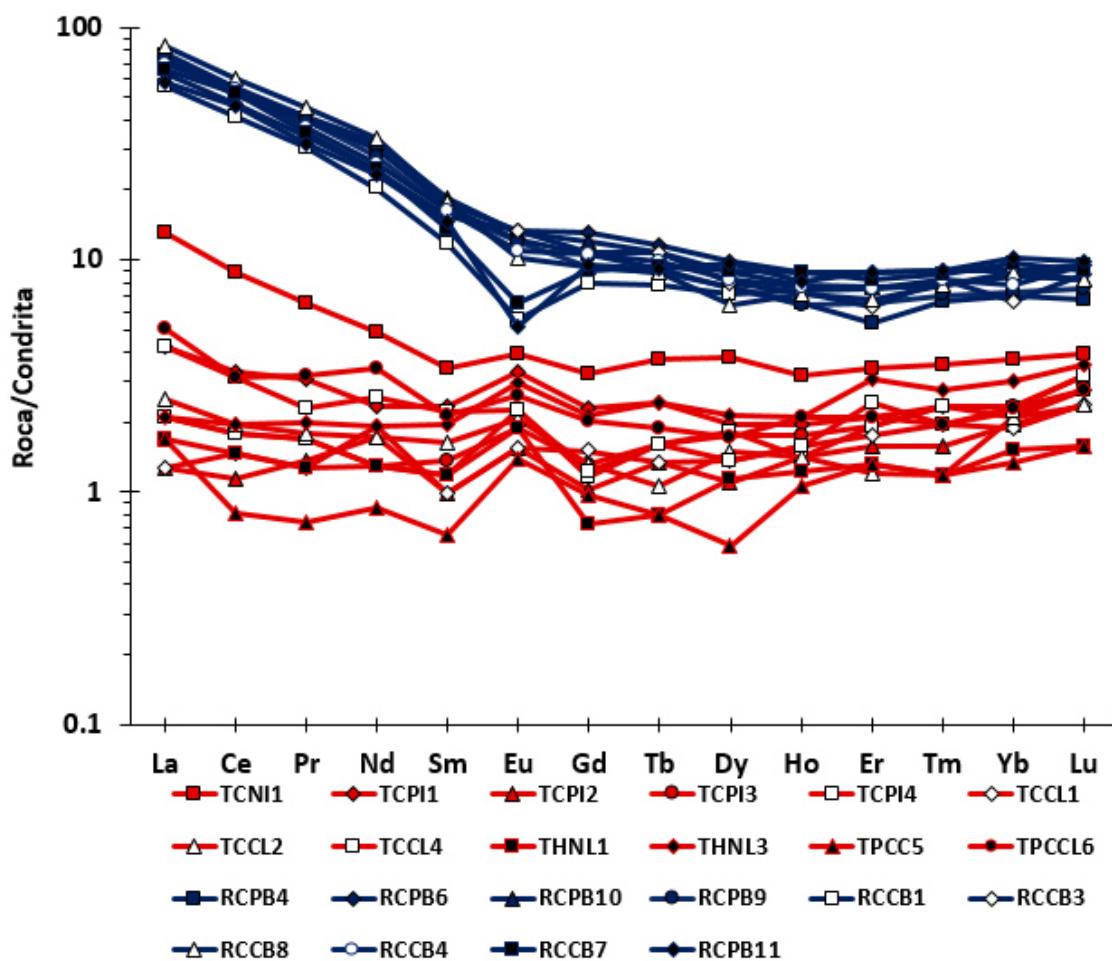 100
10
1
0.1
Roca/Condrita
La Ce Pr Nd Sm Eu Gd Tb Dy Ho Er Tm Yb Lu
TCNI1 TCPI1 TCPI2 TCPI3 TCPI4 TCCL1
TCCL2 TCCL4 THNL1 THNL3 TPCC5 TPCCL6
RCPB4 RCPB6 RCPB10 RCPB9 RCCB1 RCCB3
RCCB8 RCCB4 RCCB7 RCPB11